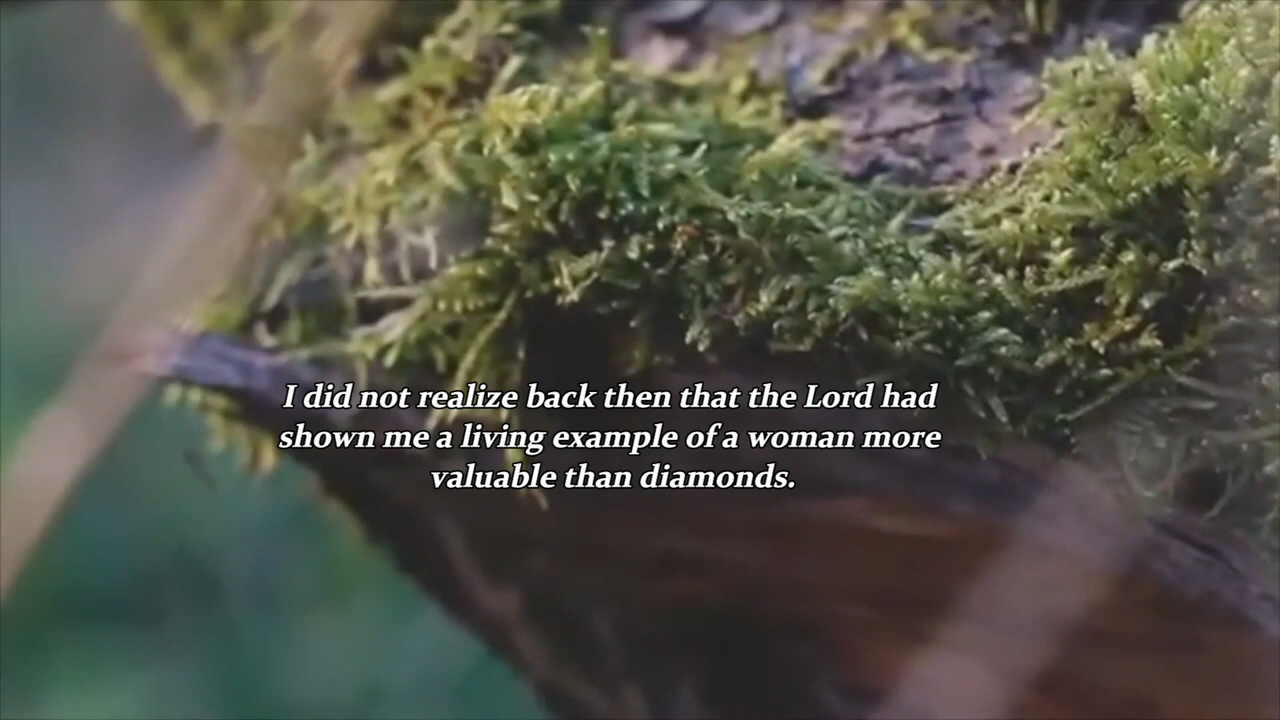 I did not realize back then that the Lord had
shown me a living example of a woman more
valuable than diamonds.